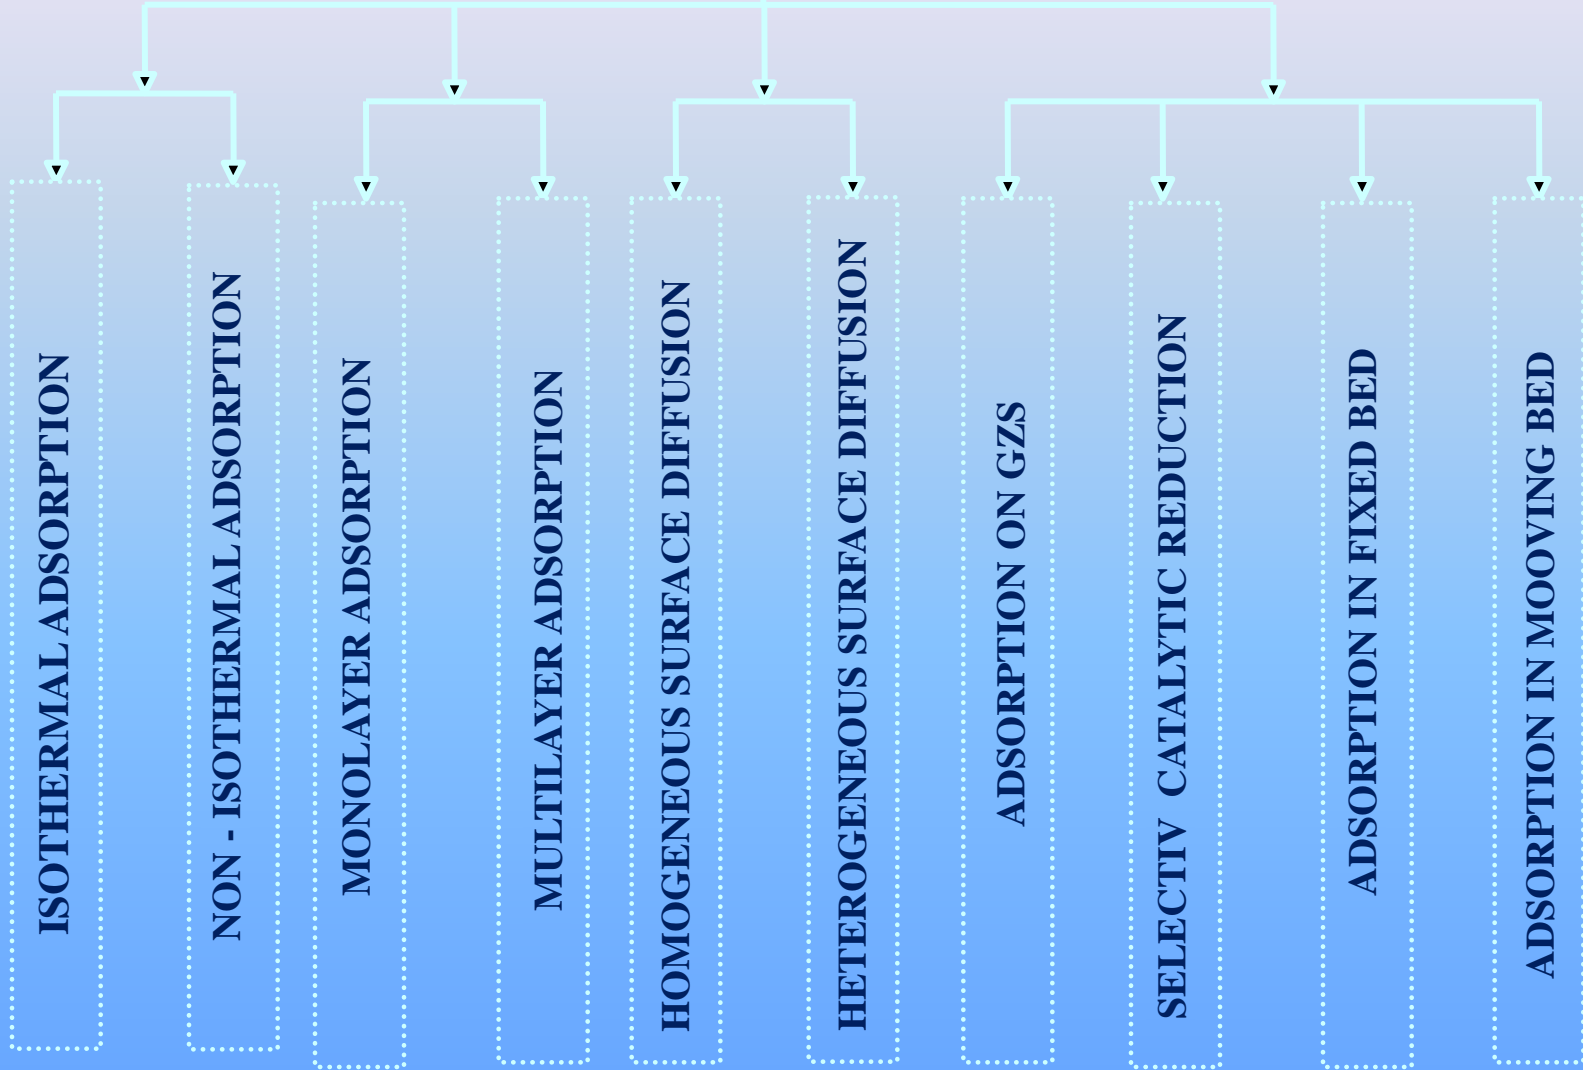 ISOTHERMAL ADSORPTION
NON - ISOTHERMAL ADSORPTION
MONOLAYER ADSORPTION
MULTILAYER ADSORPTION
HOMOGENEOUS SURFACE DIFFUSION
HETEROGENEOUS SURFACE DIFFUSION
ADSORPTION ON GZS
SELECTIV CATALYTIC REDUCTION
ADSORPTION IN FIXED BED
ADSORPTION IN MOOVING BED